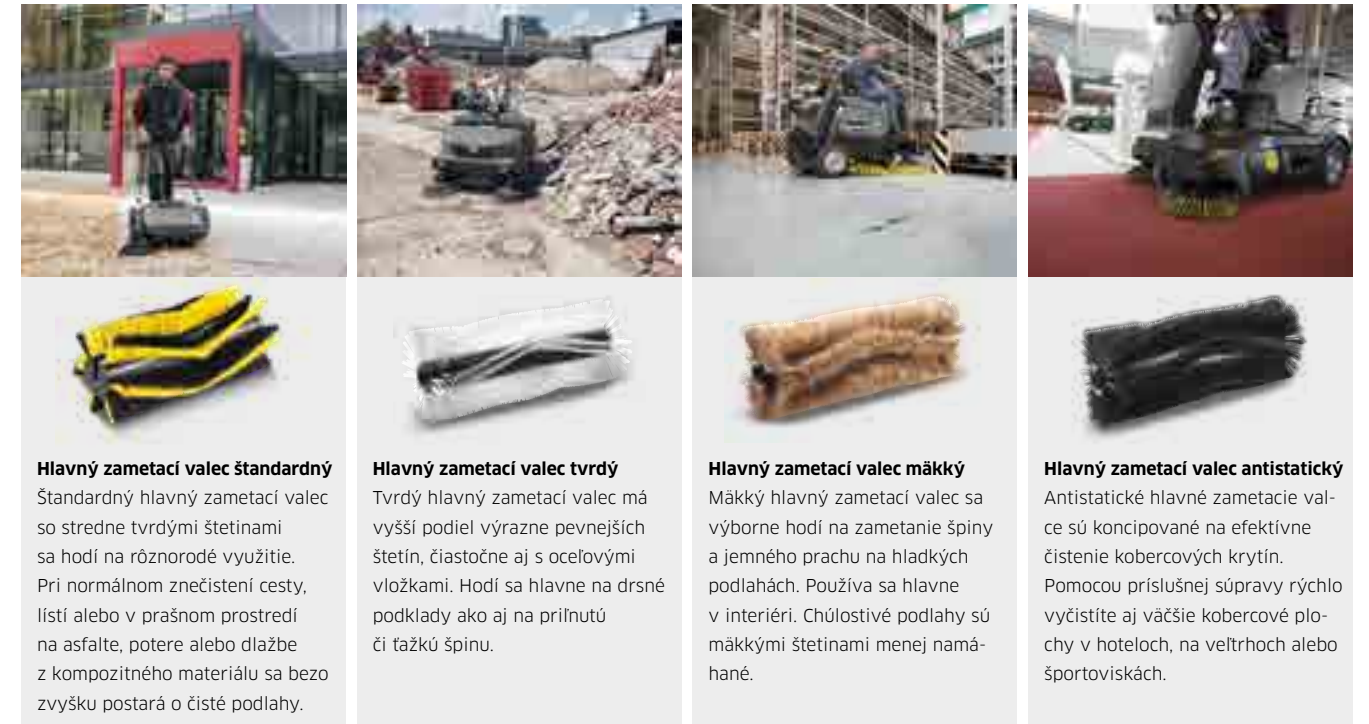 Hlavný zametací valec štandardný
Štandardný hlavný zametací valec
so stredne tvrdými štetinami
sa hodí na rôznorodé využitie.
Pri normálnom znečistení cesty,
lístí alebo v prašnom prostredí
na asfalte, potere alebo dlažbe
z kompozitného materiálu sa bezo
zvyšku postará o čisté podlahy.
Hlavný zametací valec tvrdý
Tvrdý hlavný zametací valec má
vyšší podiel výrazne pevnejších
štetín, čiastočne aj s oceľovými
vložkami. Hodí sa hlavne na drsné
podklady ako aj na priľnutú
či ťažkú špinu.
Hlavný zametací valec mäkký
Mäkký hlavný zametací valec sa
výborne hodí na zametanie špiny
a jemného prachu na hladkých
podlahách. Používa sa hlavne
v interiéri. Chúlostivé podlahy sú
mäkkými štetinami menej namá-
hané.
Hlavný zametací valec antistatický
Antistatické hlavné zametacie val-
ce sú koncipované na efektívne
čistenie kobercových krytín.
Pomocou príslušnej súpravy rýchlo
vyčistíte aj väčšie kobercové plo-
chy v hoteloch, na veľtrhoch alebo
športoviskách.